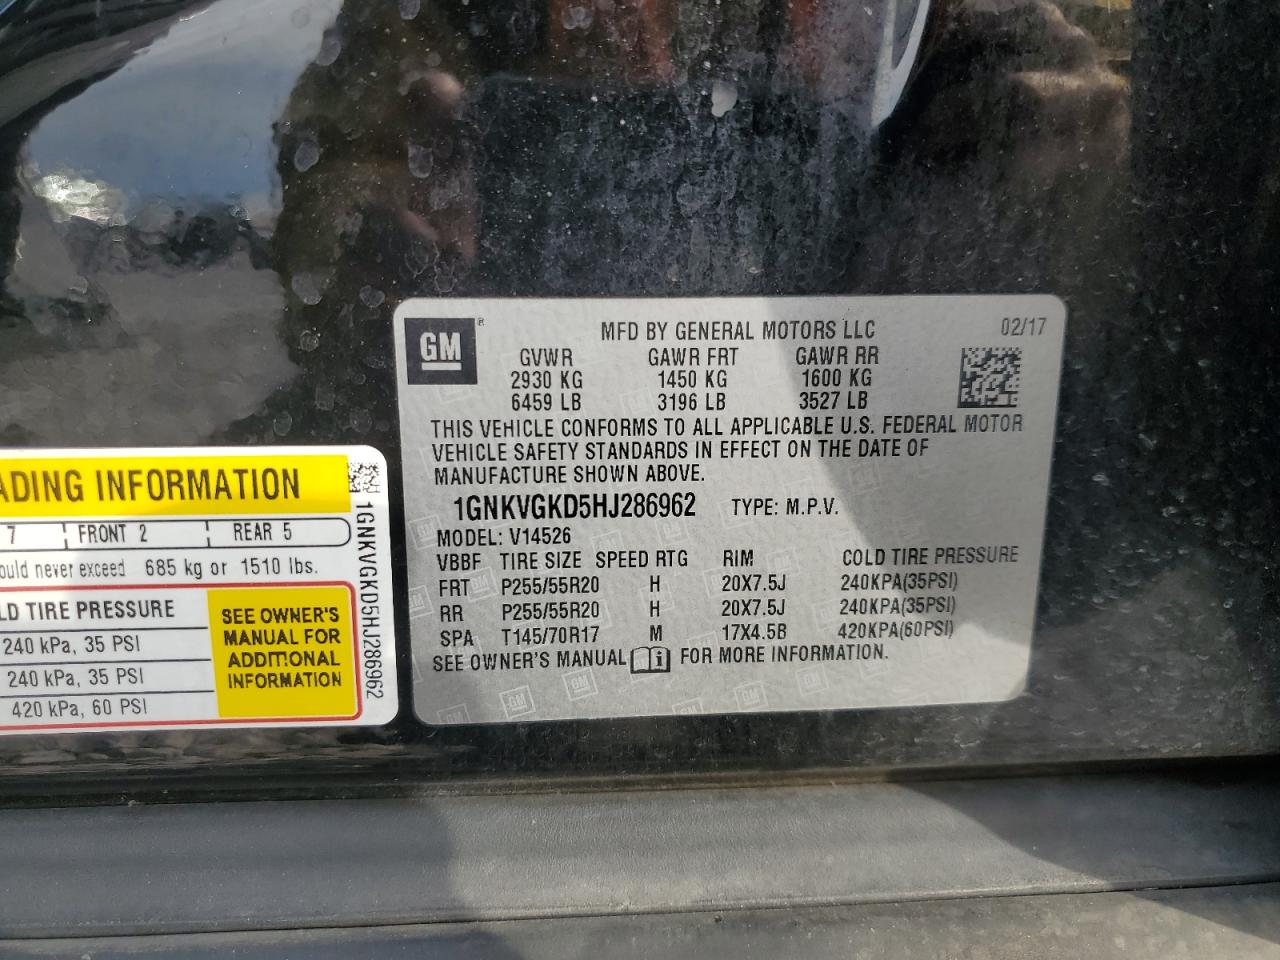 GM®
MFD BY GENERAL MOTORS LLC 02/17
GVWR GAWR FRT GAWR RR
2930 KG 1450 KG 1600 KG
6459 LB 3196 LB 3527 LB
THIS VEHICLE CONFORMS TO ALL APPLICABLE U.S. FEDERAL MOTOR
VEHICLE SAFETY STANDARDS IN EFFECT ON THE DATE OF
MANUFACTURE SHOWN ABOVE.
1GNKVGKD5HJ286962 TYPE: M.P.V.
MODEL: V14526
VBBF TIRE SIZE SPEED RTG RIM COLD TIRE PRESSURE
FRT P255/55R20 H 20X7.5J 240KPA(35PSI)
RR P255/55R20 H 20X7.5J 240KPA(35PSI)
SPA T145/70R17 M 17X4.5B 420KPA(60PSI)
SEE OWNER'S MANUAL FOR MORE INFORMATION.
ADING INFORMATION
7 FRONT 2 REAR 5
ould never exceed 685 kg or 1510 lbs.
LD TIRE PRESSURE
240 kPa, 35 PSI
240 kPa, 35 PSI
420 kPa, 60 PSI
SEE OWNER'S
MANUAL FOR
ADDITIONAL
INFORMATION
1GNKVGKD5HJ286962